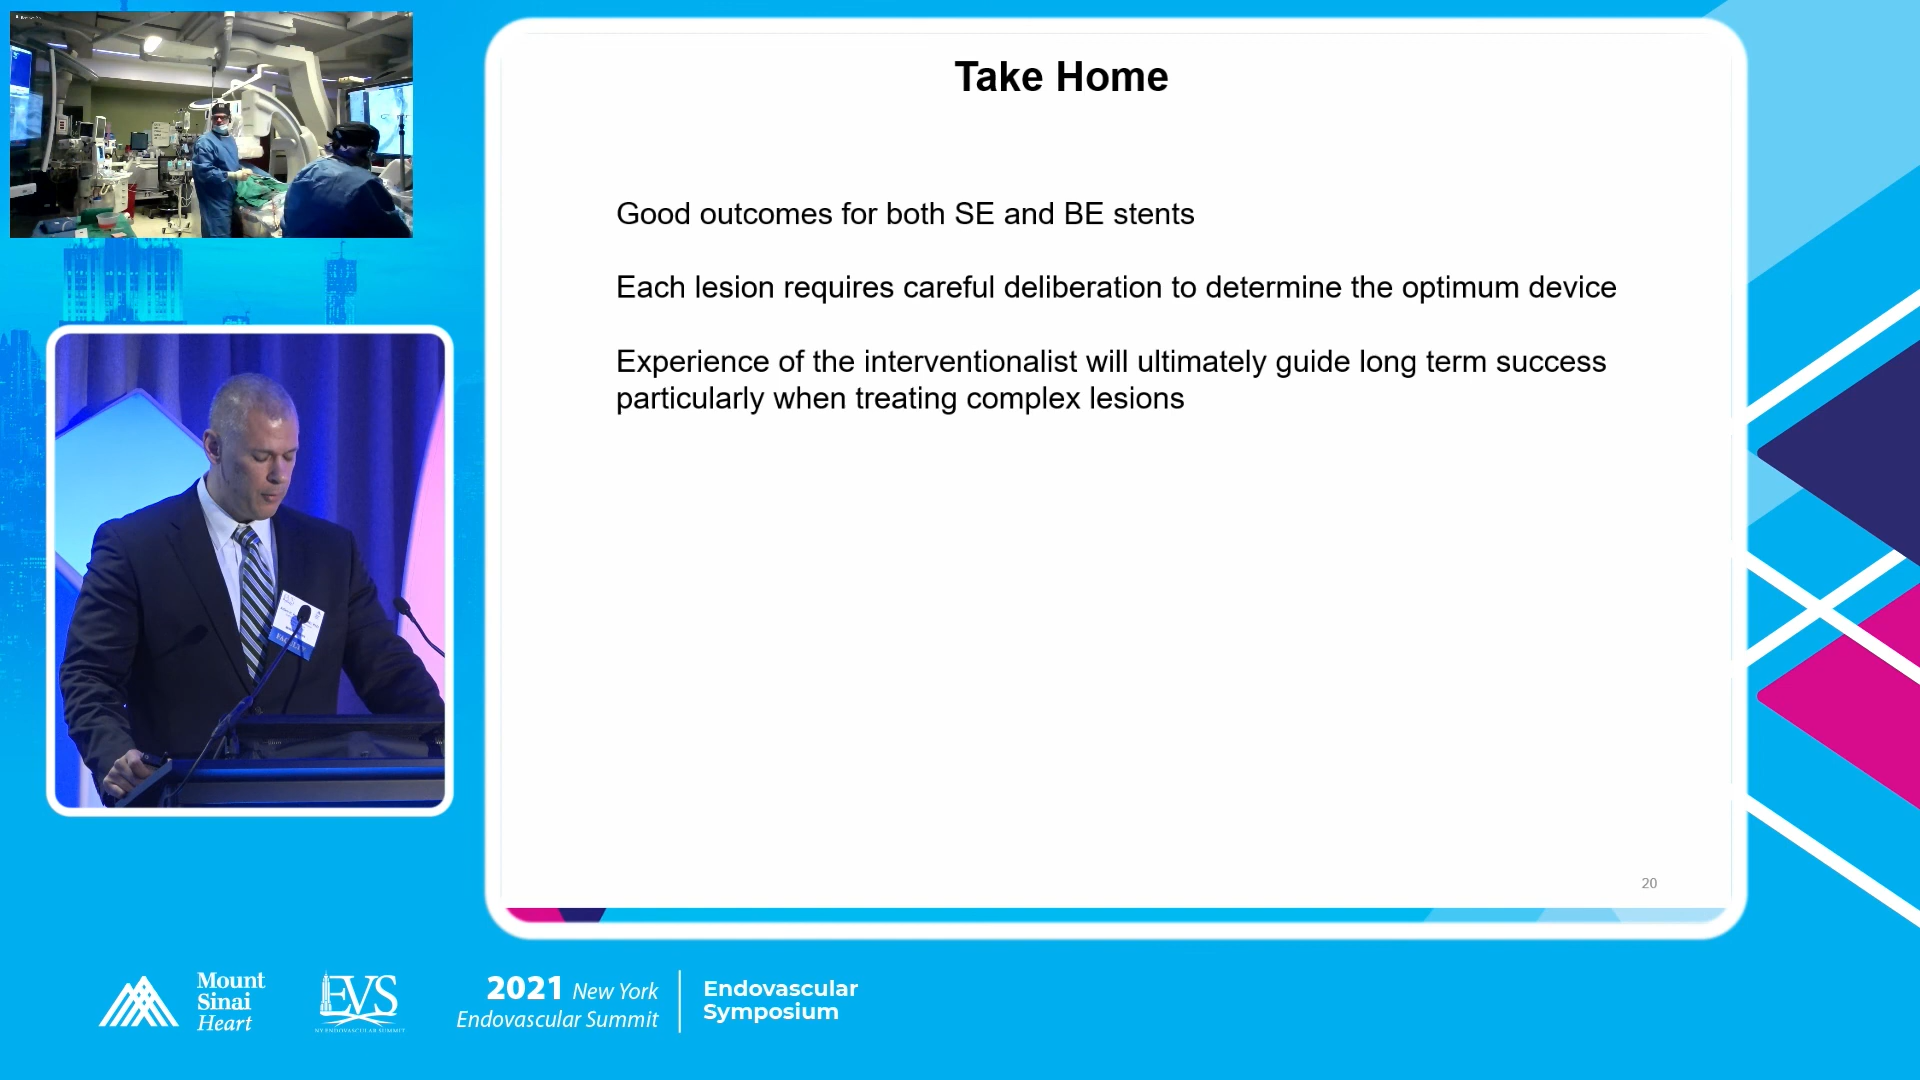 Take Home
Good outcomes for both SE and BE stents
Each lesion requires careful deliberation to determine the optimum device
Experience of the interventionalist will ultimately guide long term success
particularly when treating complex lesions
20
FACULTY
Mount
Sinai
Heart
EVS
NY ENDOVASCULAR SUMMIT
2021 New York
Endovascular Summit
Endovascular
Symposium